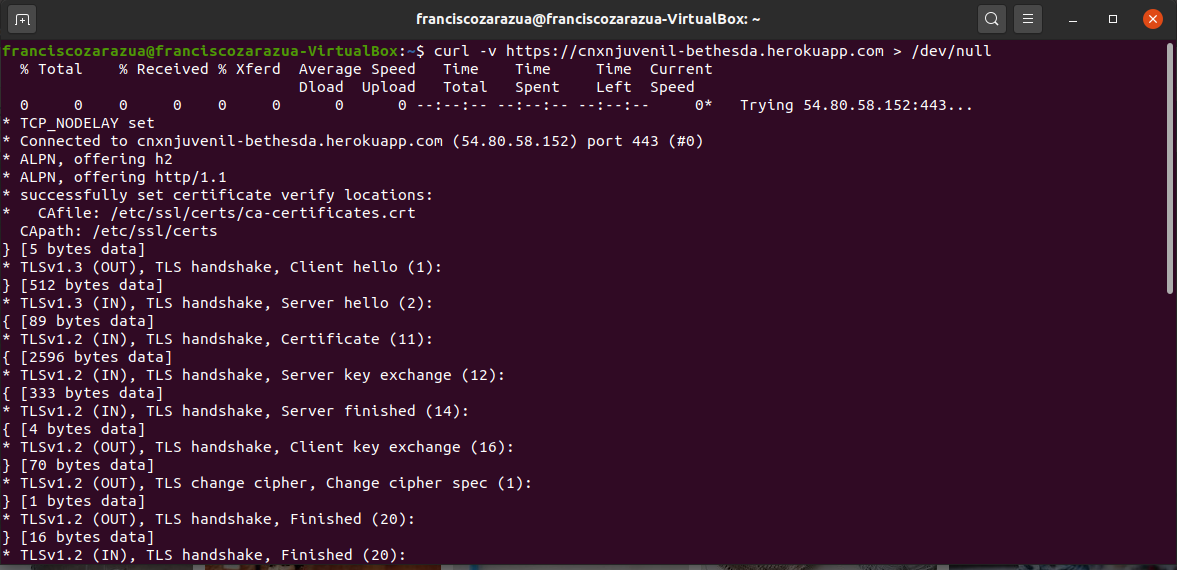 franciscozarazua@franciscozarazua-VirtualBox: ~
franciscozarazua@franciscozarazua-VirtualBox:~$ curl -v https://cnxnjuvenil-bethesda.herokuapp.com > /dev/null
  % Total    % Received % Xferd  Average Speed   Time    Time     Time  Current
                                 Dload  Upload   Total   Spent    Left  Speed
  0     0    0     0    0     0      0      0 --:--:-- --:--:-- --:--:--     0*   Trying 54.80.58.152:443...
* TCP_NODELAY set
* Connected to cnxnjuvenil-bethesda.herokuapp.com (54.80.58.152) port 443 (#0)
* ALPN, offering h2
* ALPN, offering http/1.1
* successfully set certificate verify locations:
*   CAfile: /etc/ssl/certs/ca-certificates.crt
  CApath: /etc/ssl/certs
} [5 bytes data]
* TLSv1.3 (OUT), TLS handshake, Client hello (1):
} [512 bytes data]
* TLSv1.3 (IN), TLS handshake, Server hello (2):
{ [89 bytes data]
* TLSv1.2 (IN), TLS handshake, Certificate (11):
{ [2596 bytes data]
* TLSv1.2 (IN), TLS handshake, Server key exchange (12):
{ [333 bytes data]
* TLSv1.2 (IN), TLS handshake, Server finished (14):
{ [4 bytes data]
* TLSv1.2 (OUT), TLS handshake, Client key exchange (16):
} [70 bytes data]
* TLSv1.2 (OUT), TLS change cipher, Change cipher spec (1):
} [1 bytes data]
* TLSv1.2 (OUT), TLS handshake, Finished (20):
} [16 bytes data]
* TLSv1.2 (IN), TLS handshake, Finished (20):